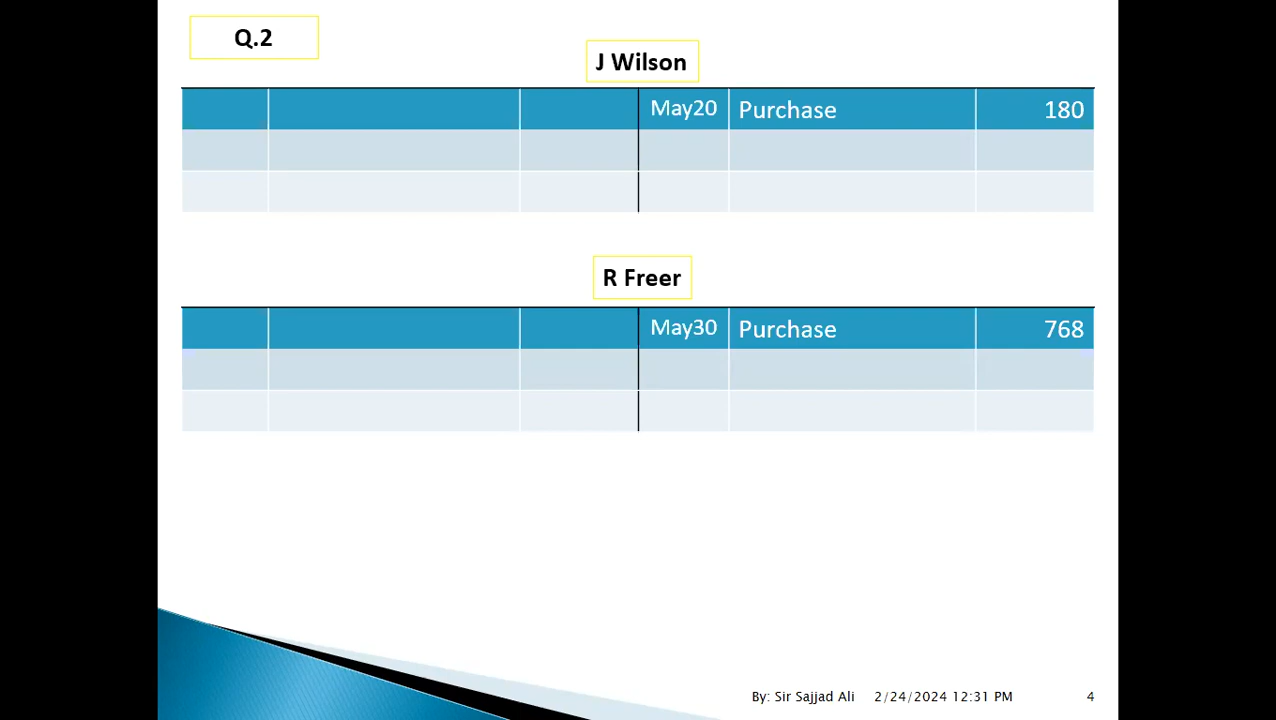 Q.2
J Wilson
May20 Purchase 180
R Freer
May30 Purchase 768
By: Sir Sajjad Ali 2/24/2024 12:31 PM 4